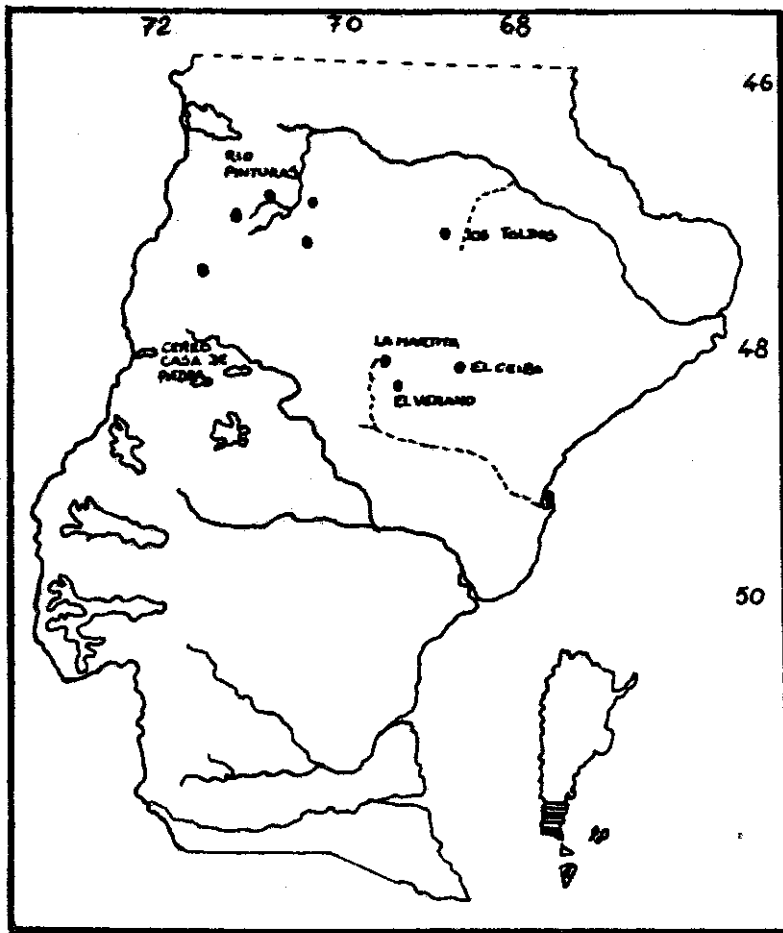 72 70 68
46
RIO
PINTURAS
LOS TOLDOS
48
CERRO
CASA DE
PIEDRA
LA MARTITA
EL CEIBO
EL VERANO
50